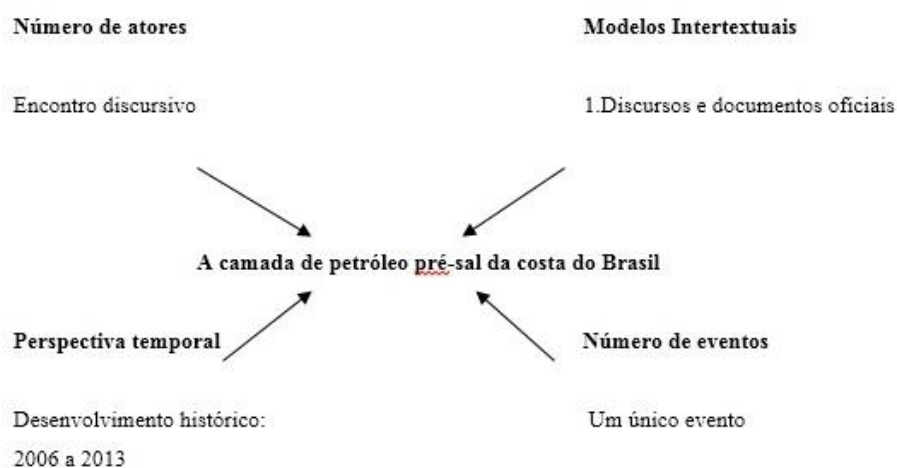 Número de atores
Modelos Intertextuais
Encontro discursivo
1.Discursos e documentos oficiais
A camada de petróleo pré-sal da costa do Brasil
Perspectiva temporal
Número de eventos
Desenvolvimento histórico:
Um único evento
2006 a 2013